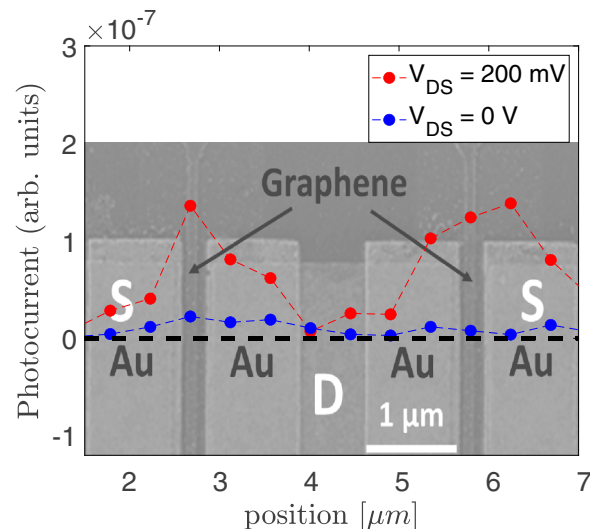 ×10⁻⁷
3
2
1
0
-1
Photocurrent (arb. units)
V_DS = 200 mV
V_DS = 0 V
Graphene
S
S
Au
Au
Au
Au
D
1 µm
2
3
4
5
6
7
position [µm]